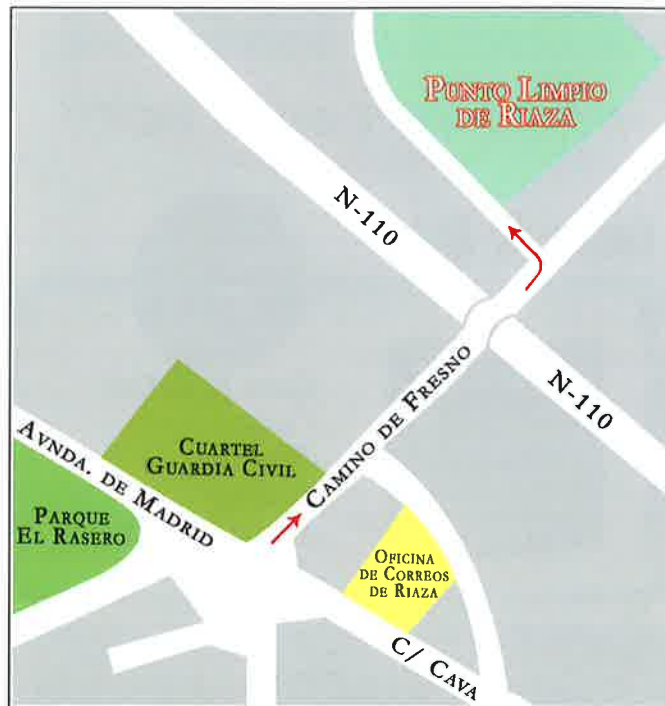 PUNTO LIMPIO
DE RIAZA
N-110
N-110
CAMINO DE FRESNO
CUARTEL
GUARDIA CIVIL
AVNDA. DE MADRID
PARQUE
EL RASERO
OFICINA
DE CORREOS
DE RIAZA
C/ CAVA